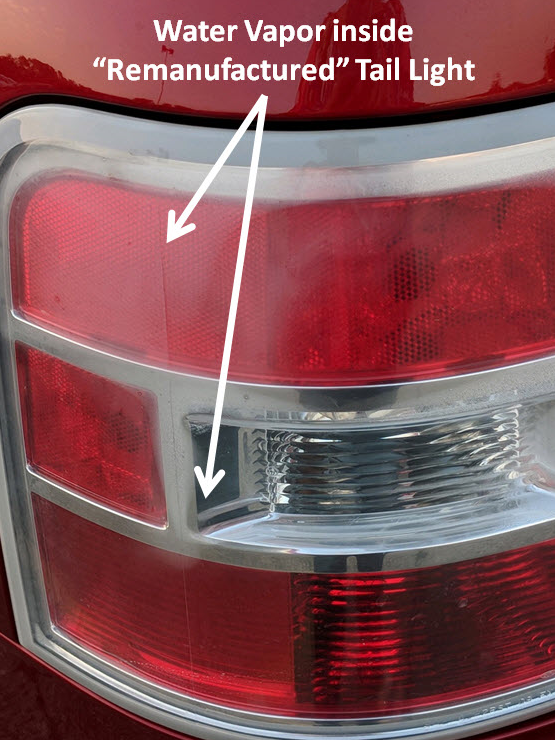 Water Vapor inside
“Remanufactured” Tail Light